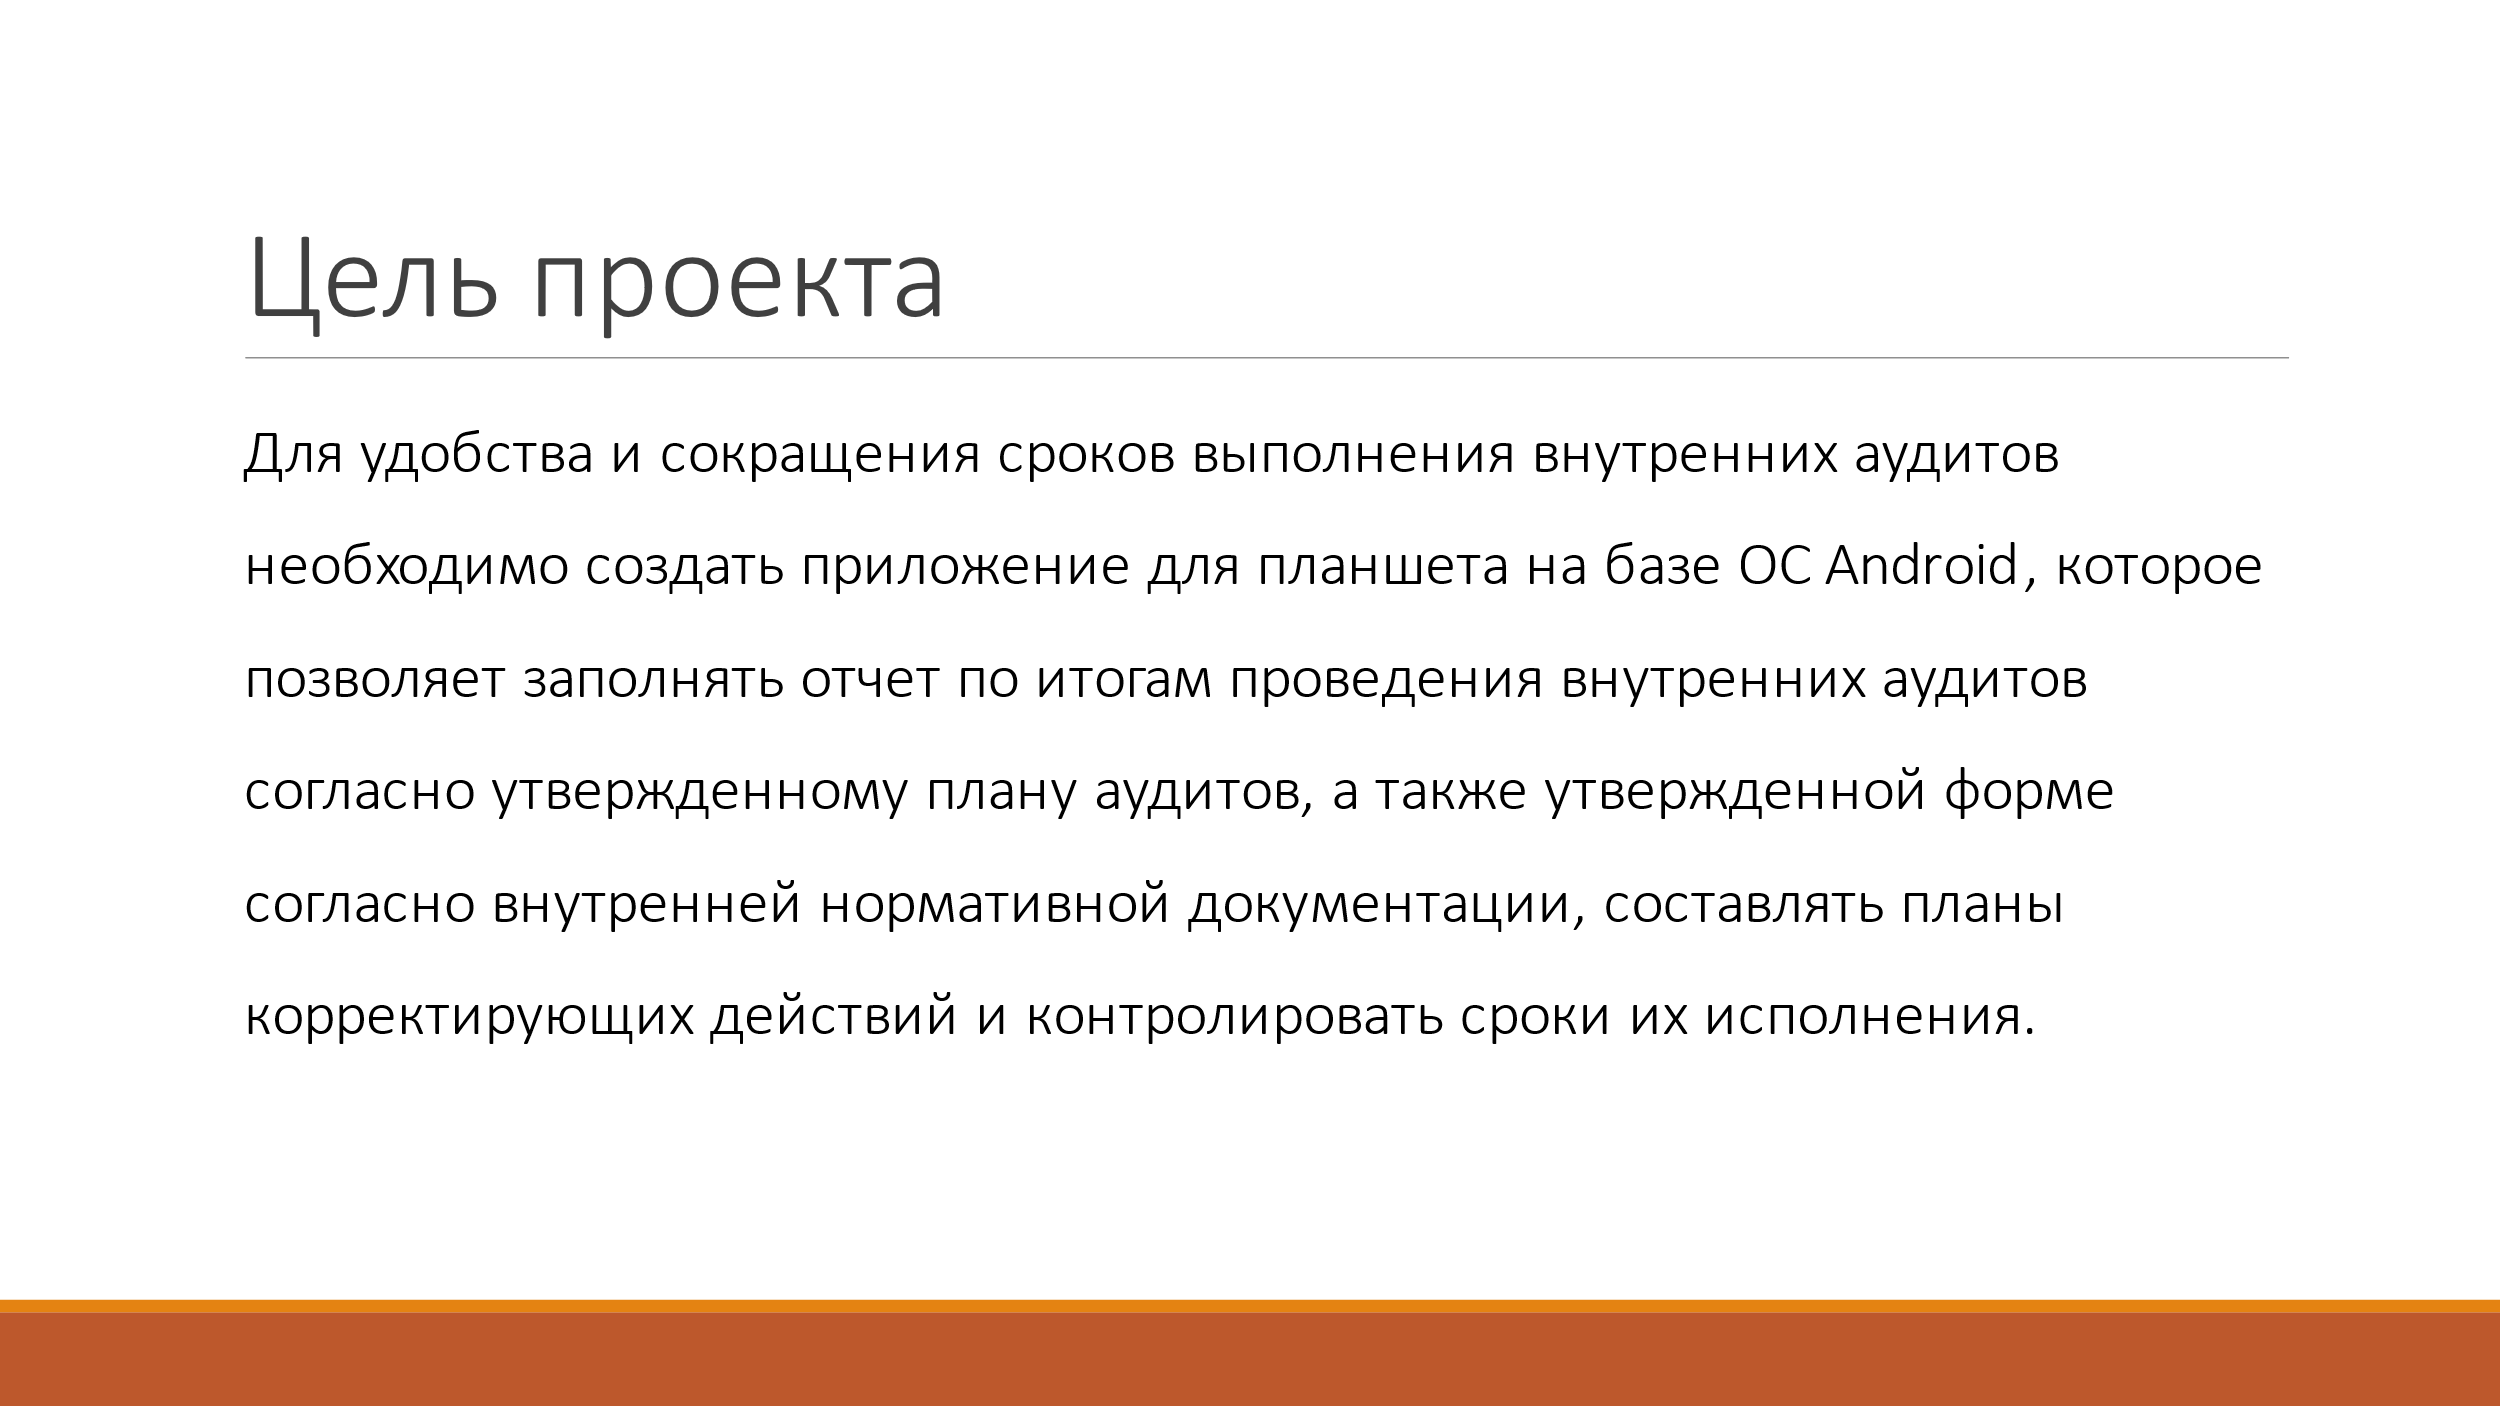 Цель проекта
Для удобства и сокращения сроков выполнения внутренних аудитов
необходимо создать приложение для планшета на базе ОС Android, которое
позволяет заполнять отчет по итогам проведения внутренних аудитов
согласно утвержденному плану аудитов, а также утвержденной форме
согласно внутренней нормативной документации, составлять планы
корректирующих действий и контролировать сроки их исполнения.